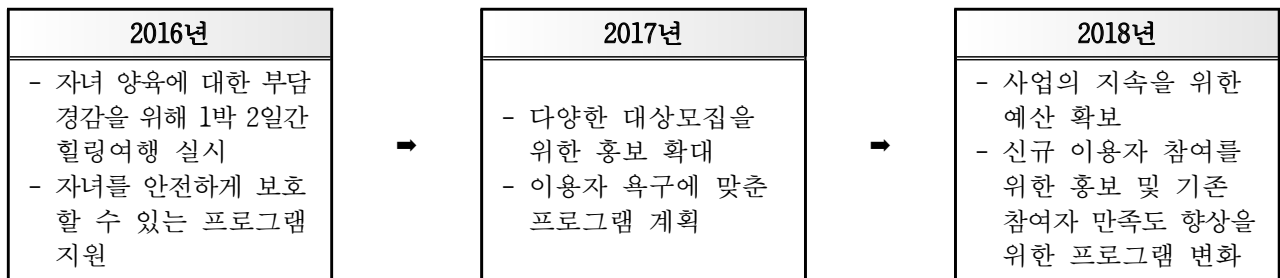 2016년
- 자녀 양육에 대한 부담
경감을 위해 1박 2일간
힐링여행 실시
- 자녀를 안전하게 보호
할 수 있는 프로그램
지원
➡
2017년
- 다양한 대상모집을
위한 홍보 확대
- 이용자 욕구에 맞춘
프로그램 계획
➡
2018년
- 사업의 지속을 위한
예산 확보
- 신규 이용자 참여를
위한 홍보 및 기존
참여자 만족도 향상을
위한 프로그램 변화